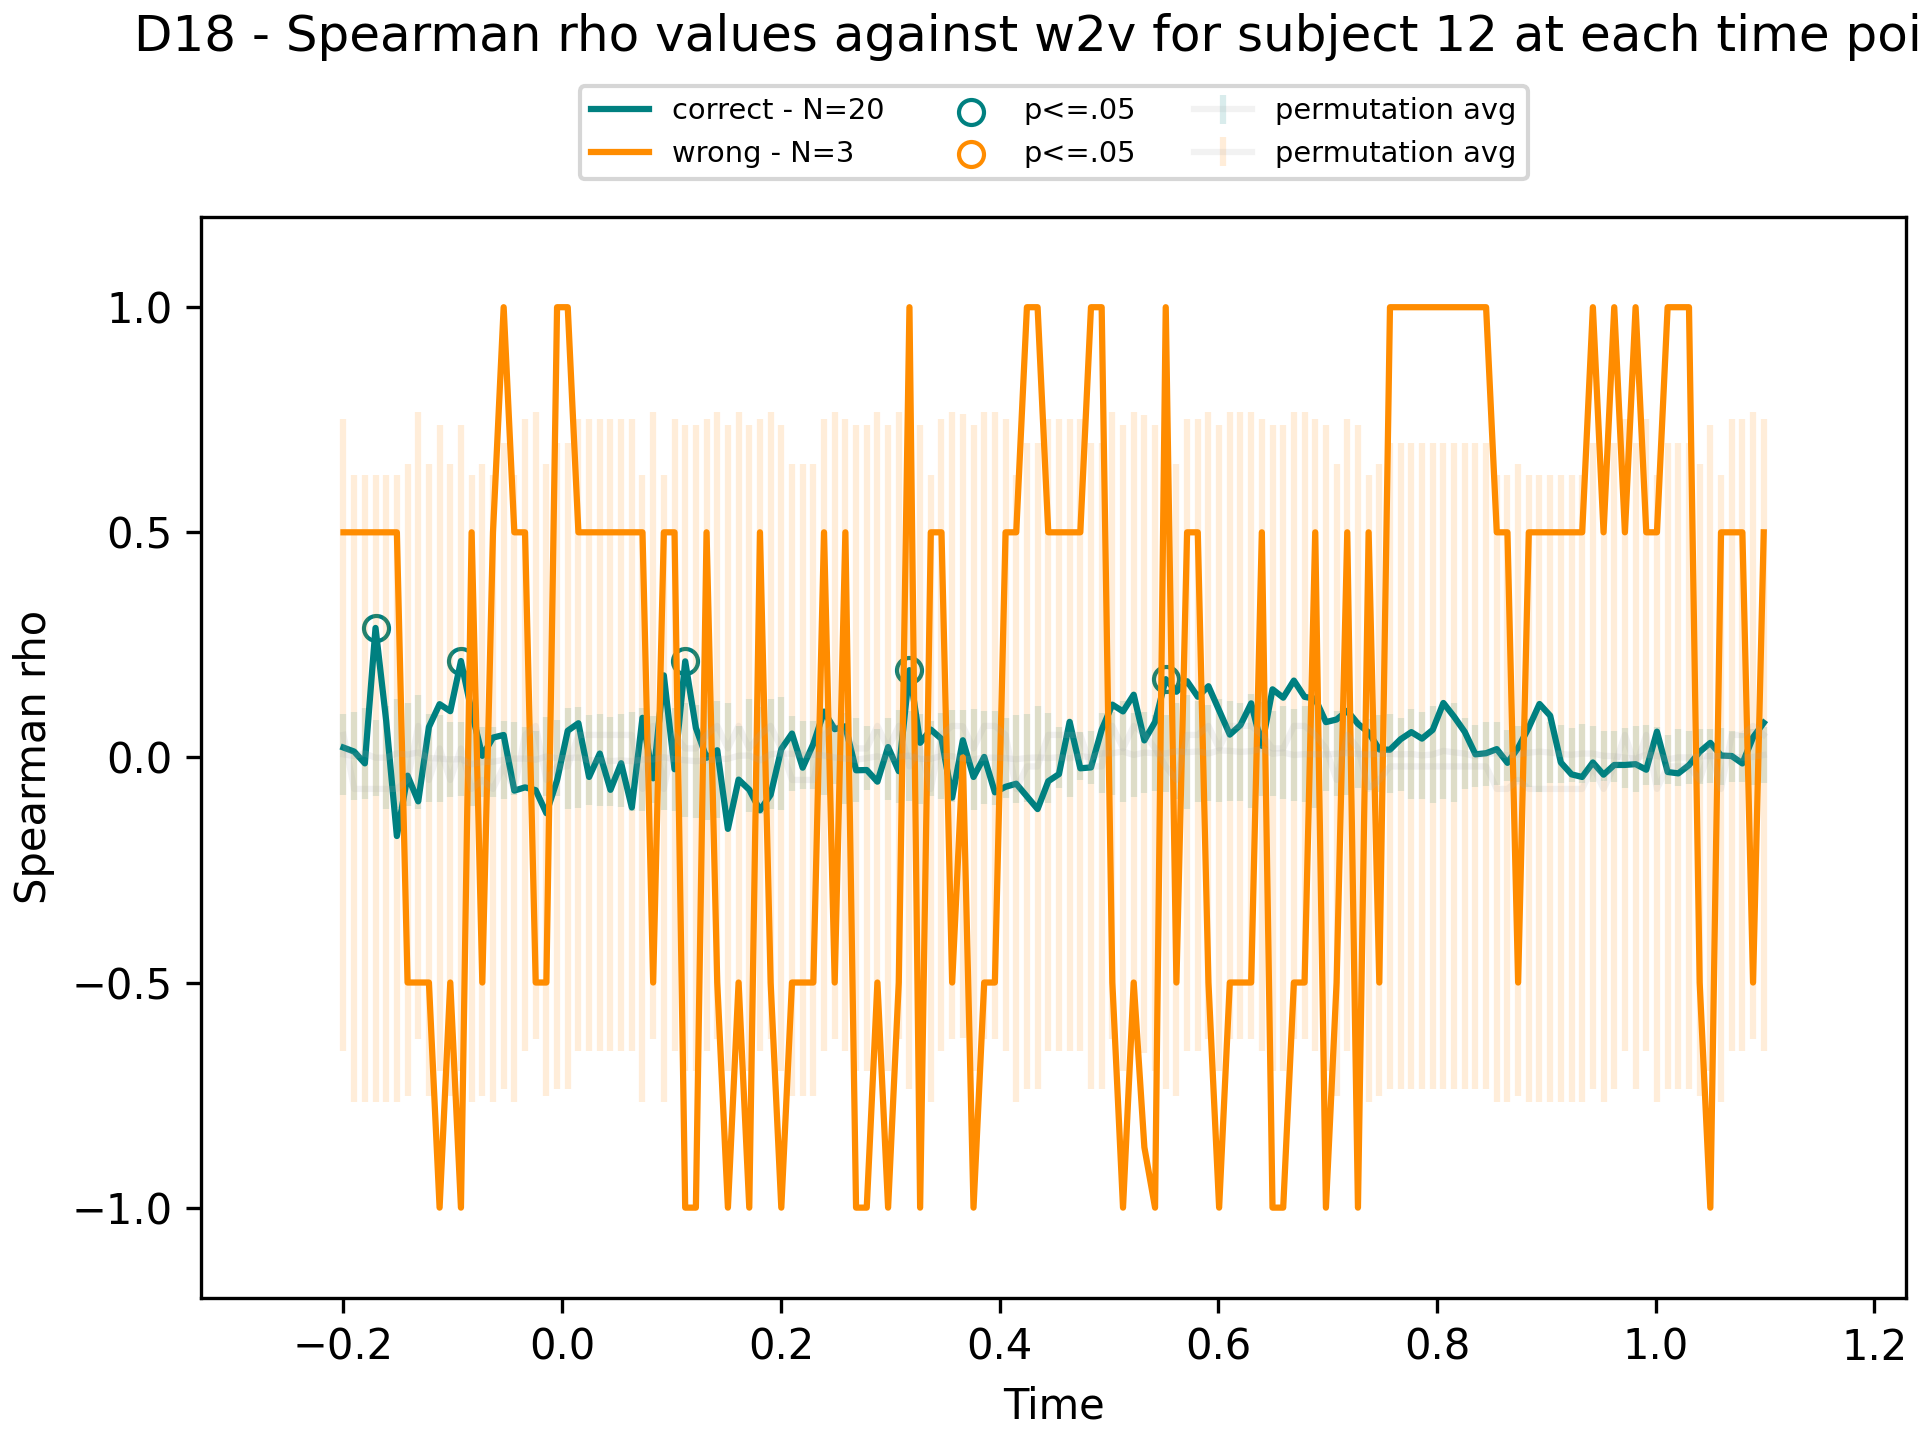 D18 - Spearman rho values against w2v for subject 12 at each time poi
correct - N=20
wrong - N=3
p<=.05
p<=.05
permutation avg
permutation avg
1.0
0.5
0.0
−0.5
−1.0
Spearman rho
−0.2 0.0 0.2 0.4 0.6 0.8 1.0 1.2
Time